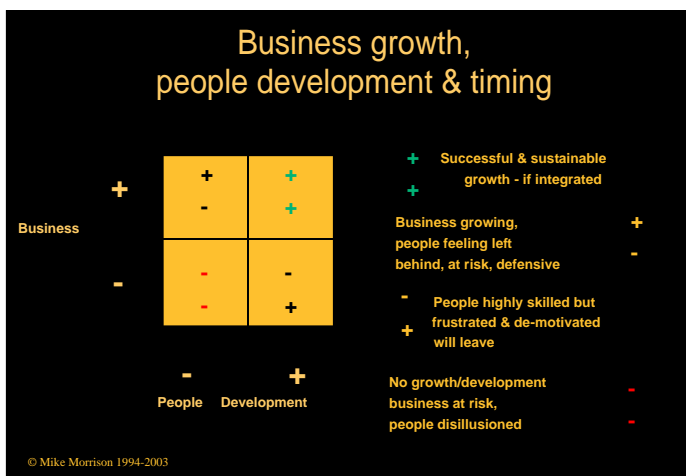 Business growth,
people development & timing
+
Business
-
+ +
- +
- -
- +
- +
People Development
+ Successful & sustainable
+ growth - if integrated
Business growing, +
people feeling left -
behind, at risk, defensive
- People highly skilled but
+ frustrated & de-motivated
will leave
No growth/development -
business at risk,
people disillusioned -
© Mike Morrison 1994-2003